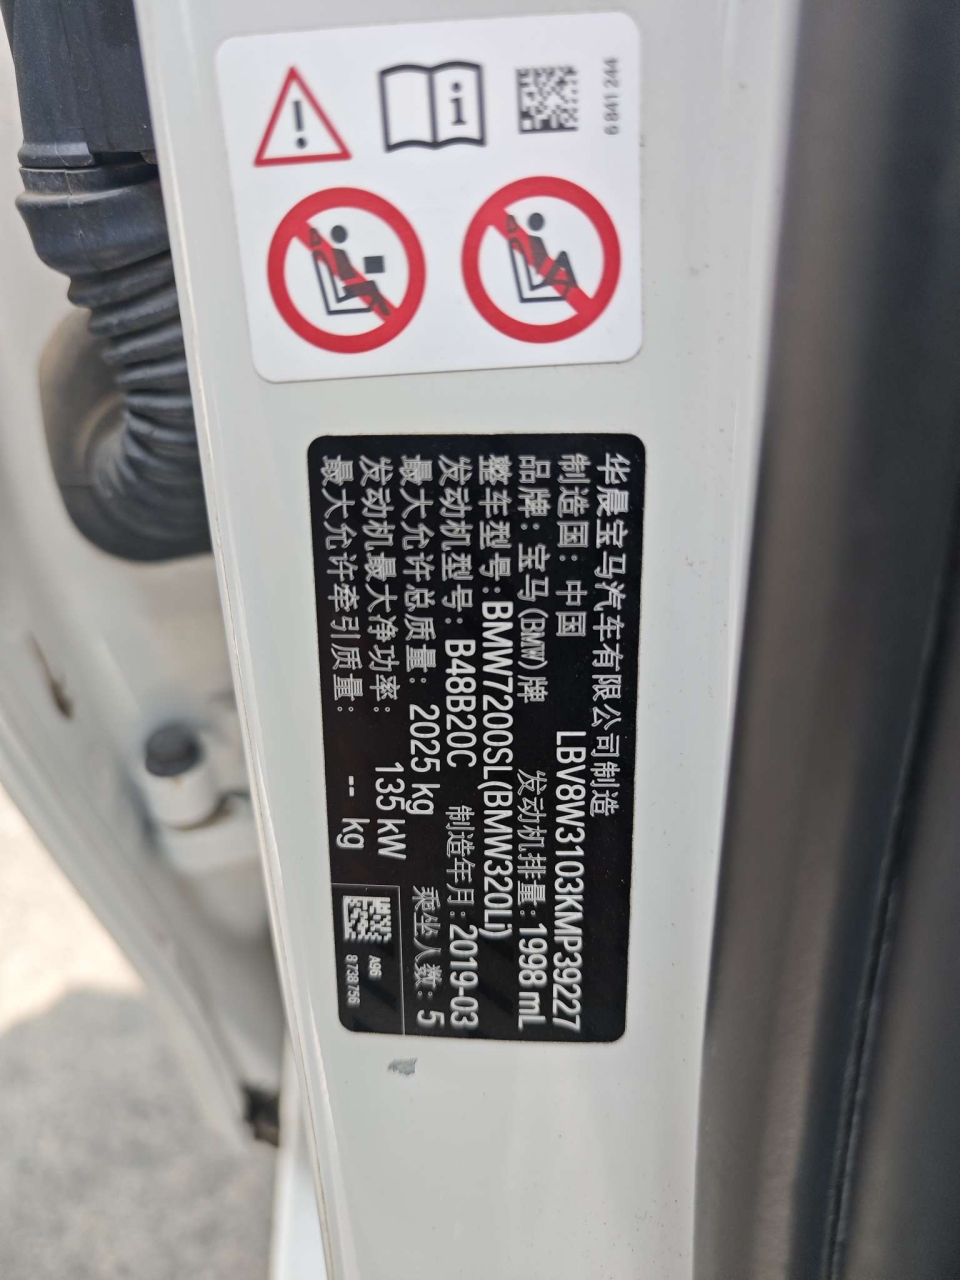 6 841 244
华晨宝马汽车有限公司制造
制造国：中国 LBV8W3103KMP39227
品牌：宝马(BMW)牌 发动机排量：1998 mL
整车型号：BMW7200SL(BMW320Li)
发动机型号：B48B20C 制造年月：2019-03
最大允许总质量：2025 kg 乘坐人数：5
发动机最大净功率：135 kW
最大允许牵引质量：-- kg
A96
8 738 756